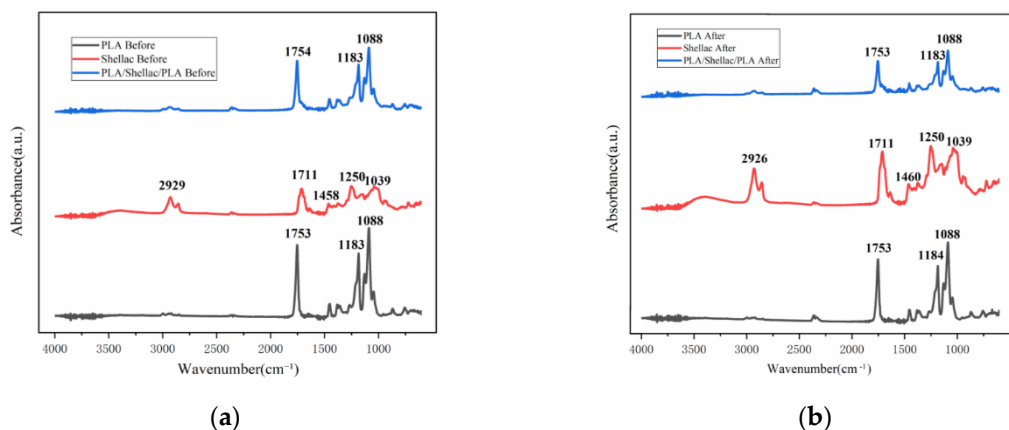 PLA Before
Shellac Before
PLA/Shellac/PLA Before
1754
1183
1088
2929
1711
1458
1250
1039
1753
1183
1088
Absorbance(a.u.)
4000 3500 3000 2500 2000 1500 1000
Wavenumber(cm⁻¹)
(a)
PLA After
Shellac After
PLA/Shellac/PLA After
1753
1183
1088
2926
1711
1460
1250
1039
1753
1184
1088
Absorbance(a.u.)
4000 3500 3000 2500 2000 1500 1000
Wavenumber(cm⁻¹)
(b)